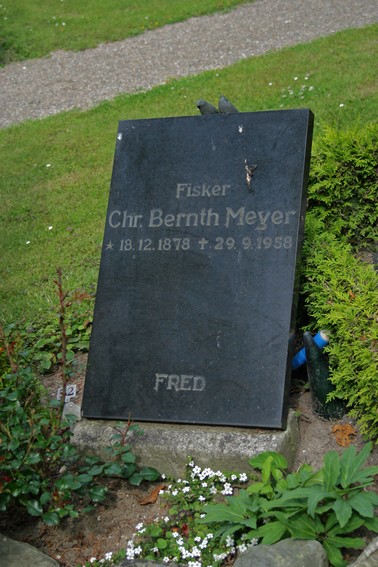 Fisker
Chr. Bernth Meyer
* 18.12.1878 ✝ 29.9.1958
FRED